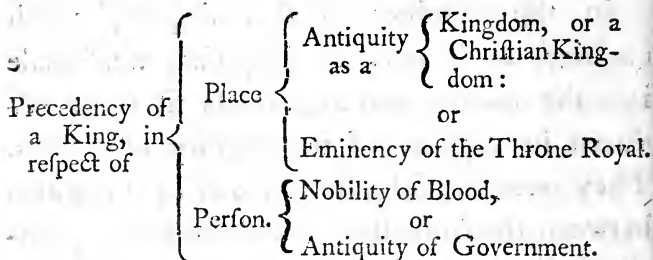 Precedency of
a King, in
reſpect of
Place
Antiquity
as a
Kingdom, or a
Chriſtian King-
dom:
or
Eminency of the Throne Royal.
Perſon.
Nobility of Blood,
or
Antiquity of Government.